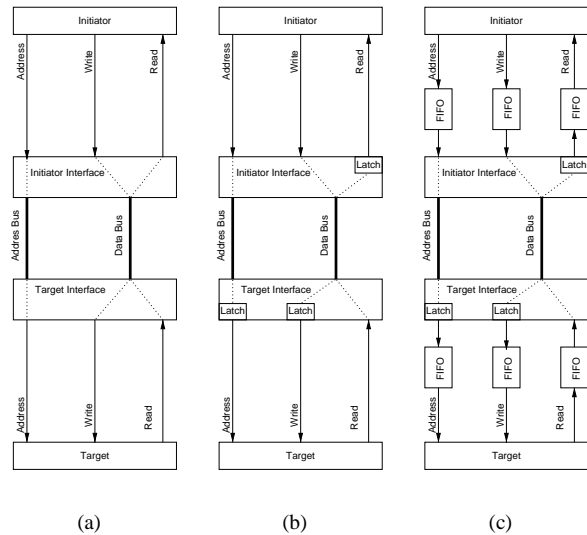 Initiator
Address
Write
Read
Initiator Interface
Addres Bus
Data Bus
Target Interface
Address
Write
Read
Target
(a)
Initiator
Address
Write
Read
Latch
Initiator Interface
Addres Bus
Data Bus
Target Interface
Latch
Latch
Address
Write
Read
Target
(b)
Initiator
Address
Write
Read
FIFO
FIFO
FIFO
Latch
Initiator Interface
Addres Bus
Data Bus
Target Interface
Latch
Latch
FIFO
FIFO
FIFO
Address
Write
Read
Target
(c)